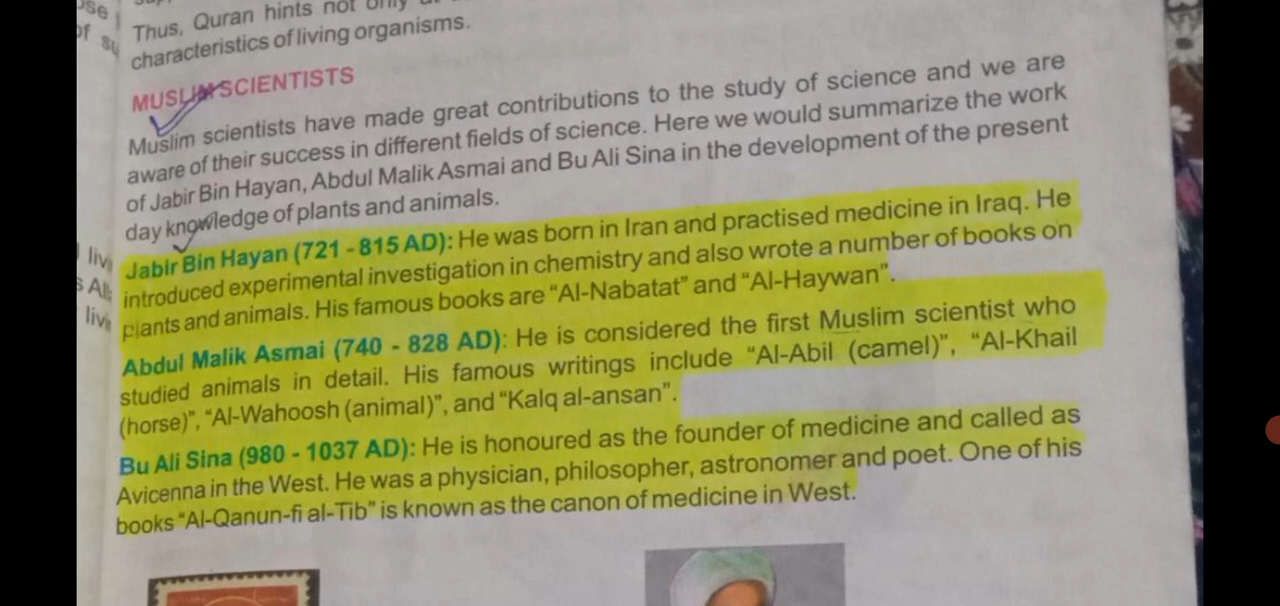 Thus, Quran hints not only at
characteristics of living organisms.
MUSLIM SCIENTISTS
Muslim scientists have made great contributions to the study of science and we are
aware of their success in different fields of science. Here we would summarize the work
of Jabir Bin Hayan, Abdul Malik Asmai and Bu Ali Sina in the development of the present
day knowledge of plants and animals.
Jabir Bin Hayan (721 - 815 AD): He was born in Iran and practised medicine in Iraq. He
introduced experimental investigation in chemistry and also wrote a number of books on
plants and animals. His famous books are “Al-Nabatat” and “Al-Haywan”.
Abdul Malik Asmai (740 - 828 AD): He is considered the first Muslim scientist who
studied animals in detail. His famous writings include “Al-Abil (camel)”, “Al-Khail
(horse)”, “Al-Wahoosh (animal)”, and “Kalq al-ansan”.
Bu Ali Sina (980 - 1037 AD): He is honoured as the founder of medicine and called as
Avicenna in the West. He was a physician, philosopher, astronomer and poet. One of his
books “Al-Qanun-fi al-Tib” is known as the canon of medicine in West.